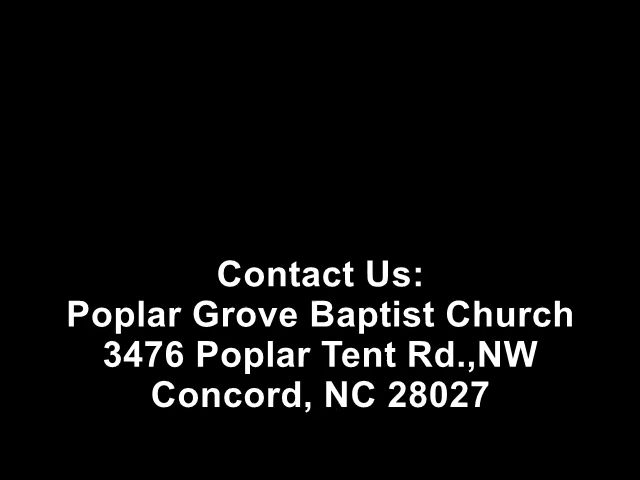 Contact Us:
Poplar Grove Baptist Church
3476 Poplar Tent Rd.,NW
Concord, NC 28027